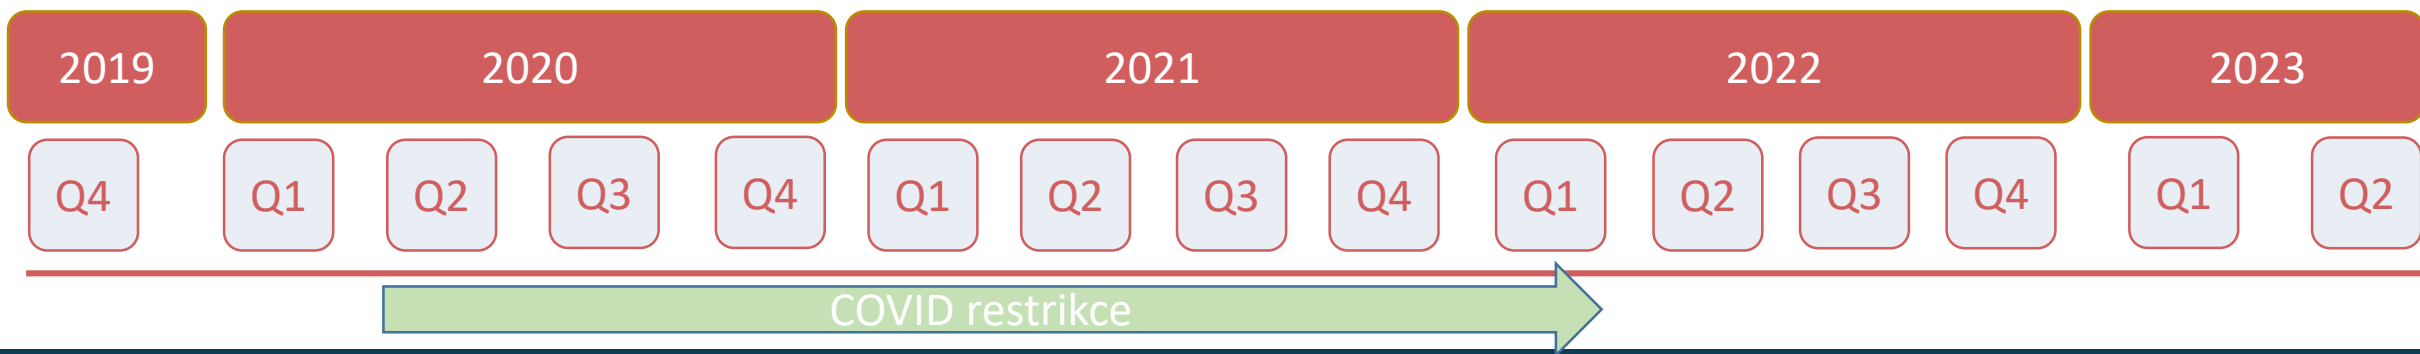 2019 2020 2021 2022 2023
Q4 Q1 Q2 Q3 Q4 Q1 Q2 Q3 Q4 Q1 Q2 Q3 Q4 Q1 Q2
COVID restrikce